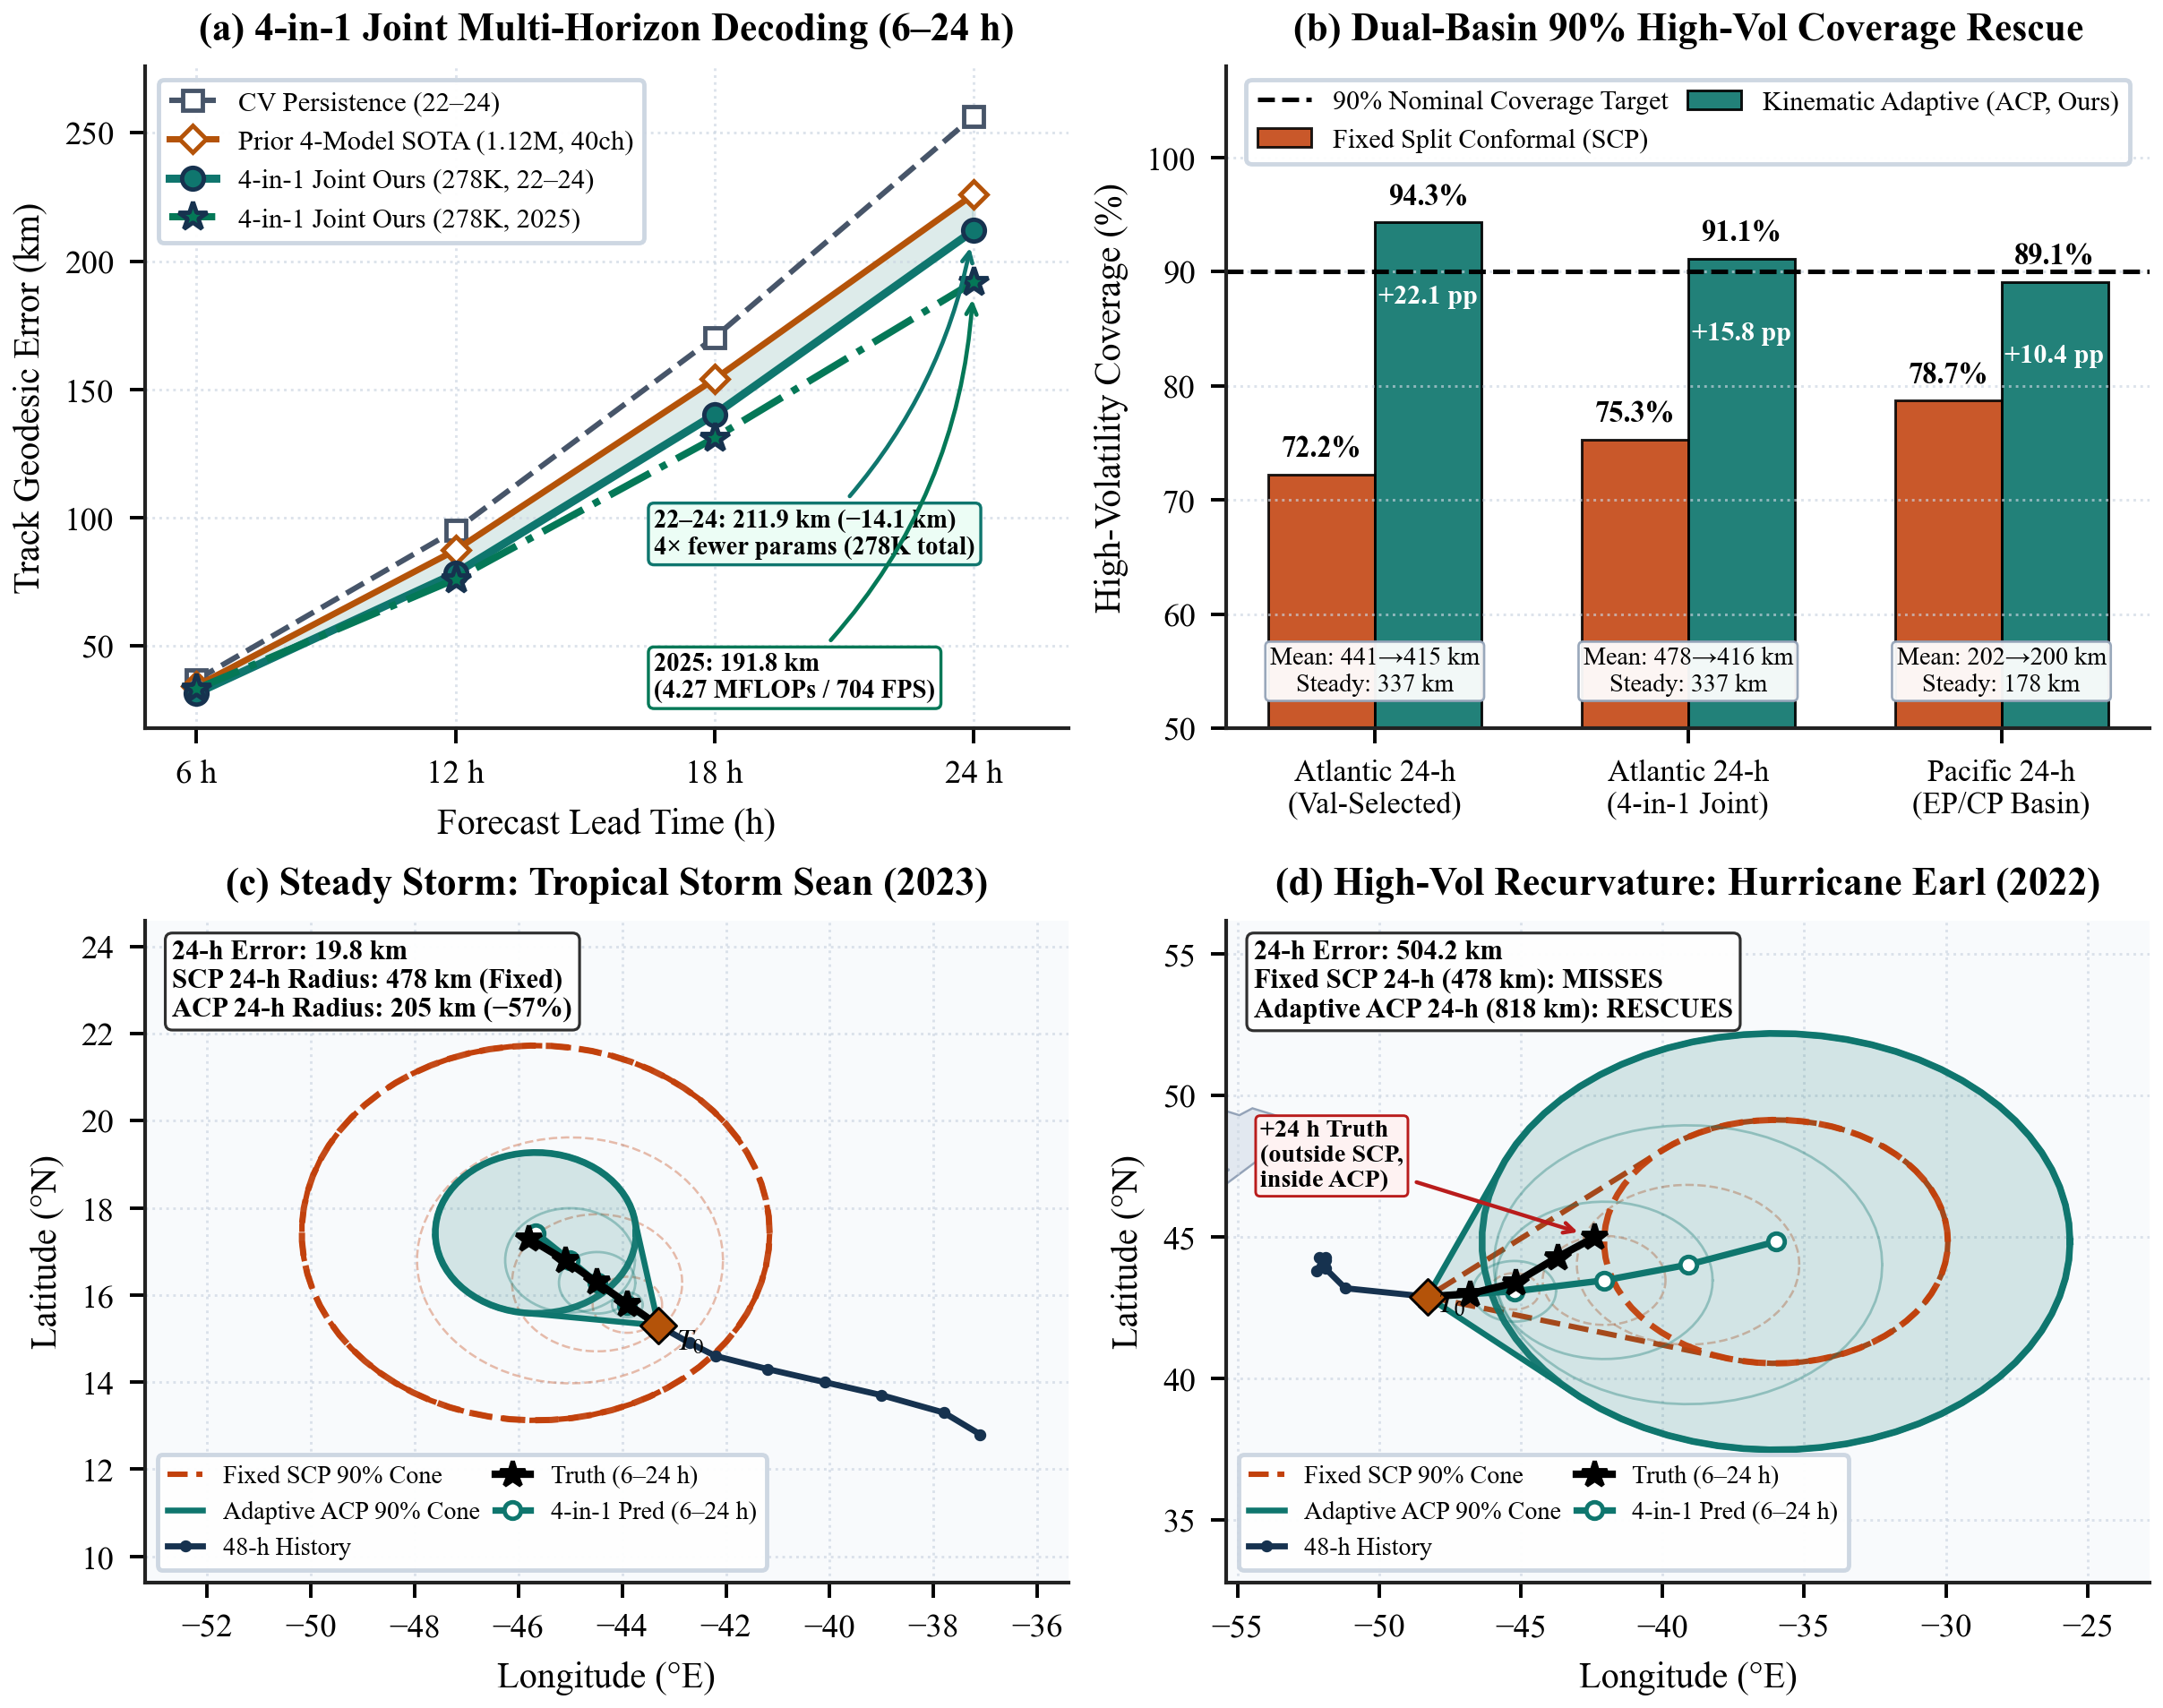 (a) 4-in-1 Joint Multi-Horizon Decoding (6–24 h)
CV Persistence (22–24)
Prior 4-Model SOTA (1.12M, 40ch)
4-in-1 Joint Ours (278K, 22–24)
4-in-1 Joint Ours (278K, 2025)
Track Geodesic Error (km)
250
200
150
100
50
22–24: 211.9 km (−14.1 km)
4× fewer params (278K total)
2025: 191.8 km
(4.27 MFLOPs / 704 FPS)
6 h
12 h
18 h
24 h
Forecast Lead Time (h)
(b) Dual-Basin 90% High-Vol Coverage Rescue
90% Nominal Coverage Target
Fixed Split Conformal (SCP)
Kinematic Adaptive (ACP, Ours)
High-Volatility Coverage (%)
100
90
80
70
60
50
72.2%
94.3%
+22.1 pp
75.3%
91.1%
+15.8 pp
78.7%
89.1%
+10.4 pp
Mean: 441→415 km
Steady: 337 km
Mean: 478→416 km
Steady: 337 km
Mean: 202→200 km
Steady: 178 km
Atlantic 24-h
(Val-Selected)
Atlantic 24-h
(4-in-1 Joint)
Pacific 24-h
(EP/CP Basin)
(c) Steady Storm: Tropical Storm Sean (2023)
24-h Error: 19.8 km
SCP 24-h Radius: 478 km (Fixed)
ACP 24-h Radius: 205 km (−57%)
Latitude (°N)
24
22
20
18
16
14
12
10
T0
Fixed SCP 90% Cone
Adaptive ACP 90% Cone
48-h History
Truth (6–24 h)
4-in-1 Pred (6–24 h)
−52
−50
−48
−46
−44
−42
−40
−38
−36
Longitude (°E)
(d) High-Vol Recurvature: Hurricane Earl (2022)
24-h Error: 504.2 km
Fixed SCP 24-h (478 km): MISSES
Adaptive ACP 24-h (818 km): RESCUES
Latitude (°N)
55
50
45
40
35
+24 h Truth
(outside SCP,
inside ACP)
T0
Fixed SCP 90% Cone
Adaptive ACP 90% Cone
48-h History
Truth (6–24 h)
4-in-1 Pred (6–24 h)
−55
−50
−45
−40
−35
−30
−25
Longitude (°E)